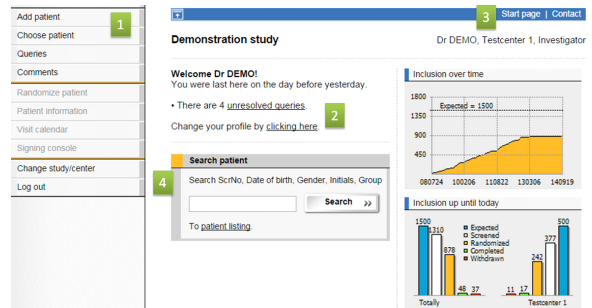 Add patient
Choose patient
Queries
Comments
Randomize patient
Patient information
Visit calendar
Signing console
Change study/center
Log out
1
3
Start page | Contact
Demonstration study
Dr DEMO, Testcenter 1, Investigator
Welcome Dr DEMO!
You were last here on the day before yesterday.
• There are 4 unresolved queries.
2
Change your profile by clicking here.
Search patient
4
Search ScrNo, Date of birth, Gender, Initials, Group
Search »
To patient listing.
Inclusion over time
1800
Expected = 1500
1350
900
450
080724 100206 110822 130306 140919
Inclusion up until today
1500
1310
878
48 37
Expected
Screened
Randomized
Completed
Withdrawn
500
377
242
11 17
Totally
Testcenter 1